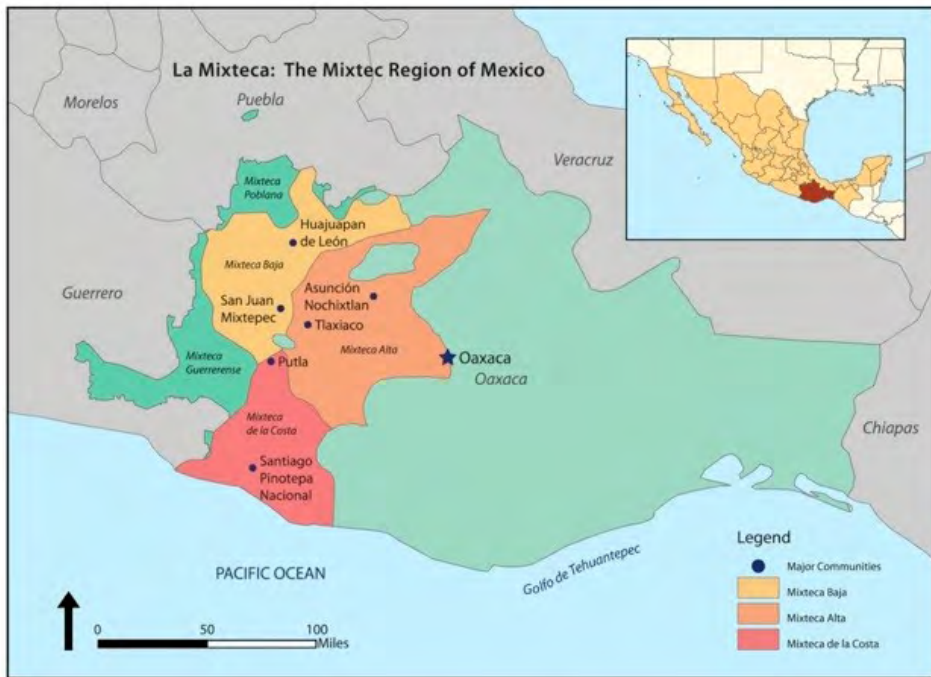 La Mixteca: The Mixtec Region of Mexico
Morelos
Puebla
Veracruz
Mixteca
Poblana
Huajuapan
de León
Mixteca Baja
Guerrero
San Juan
Mixtepec
Asunción
Nochixtlan
Tlaxiaco
Mixteca Alta
Mixteca
Guerrerense
Putla
Oaxaca
Oaxaca
Mixteca
de la Costa
Chiapas
Santiago
Pinotepa
Nacional
PACIFIC OCEAN
Golfo de Tehuantepec
Legend
Major Communities
Mixteca Baja
Mixteca Alta
Mixteca de la Costa
0 50 100
Miles